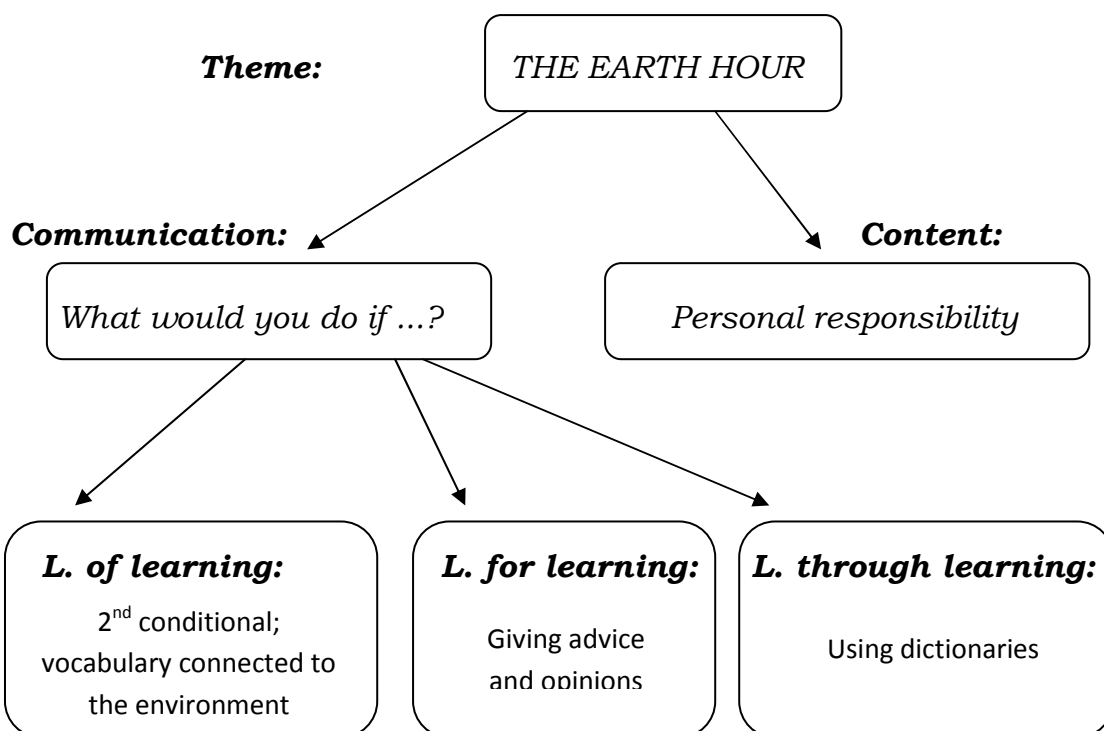 Theme:
THE EARTH HOUR
Communication:
Content:
What would you do if ...?
Personal responsibility
L. of learning:
2nd conditional;
vocabulary connected to
the environment
L. for learning:
Giving advice
and opinions
L. through learning:
Using dictionaries